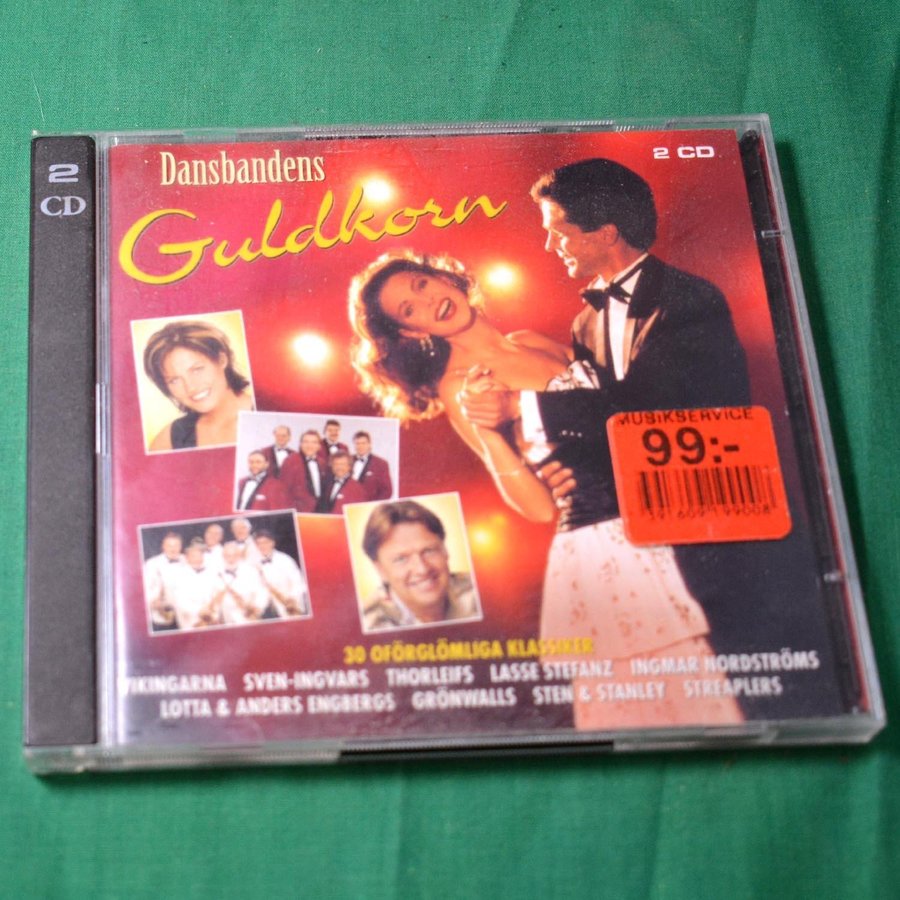 2
CD
Dansbandens
2 CD
Guldkorn
MUSIKSERVICE
99:-
30 OFÖRGLÖMLIGA KLASSIKER
VIKINGARNA SVEN-INGVARS THORLEIFS LASSE STEFANZ INGMAR NORDSTRÖMS
LOTTA & ANDERS ENGBERGS GRÖNWALLS STEN & STANLEY STREAPLERS